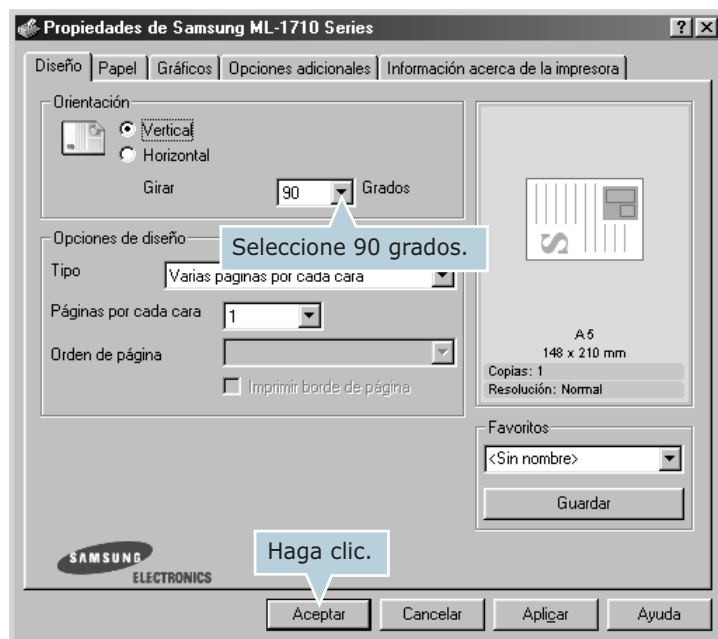 Propiedades de Samsung ML-1710 Series
Diseño Papel Gráficos Opciones adicionales Información acerca de la impresora
Orientación
Vertical
Horizontal
Girar 90 Grados
Seleccione 90 grados.
Opciones de diseño
Tipo Varias páginas por cada cara
Páginas por cada cara 1
Orden de página
Imprimir borde de página
A5
148 x 210 mm
Copias: 1
Resolución: Normal
Favoritos
<Sin nombre>
Guardar
SAMSUNG
ELECTRONICS
Haga clic.
Aceptar Cancelar Aplicar Ayuda